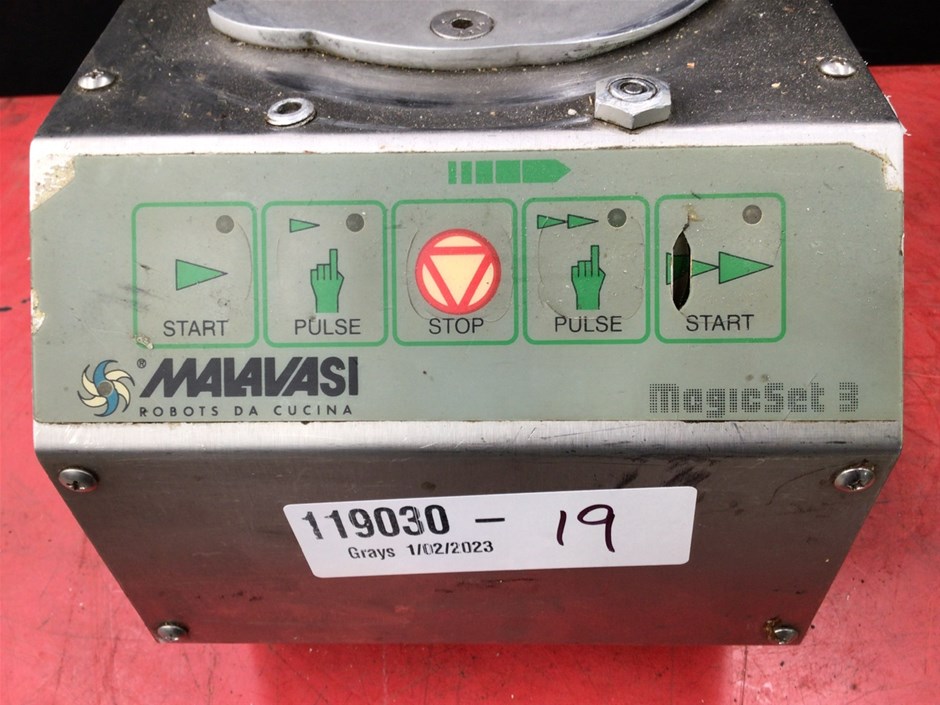 START PULSE STOP PULSE START
® MALAVASI
ROBOTS DA CUCINA
MagicSet 3
119030 - 19
Grays 1/02/2023